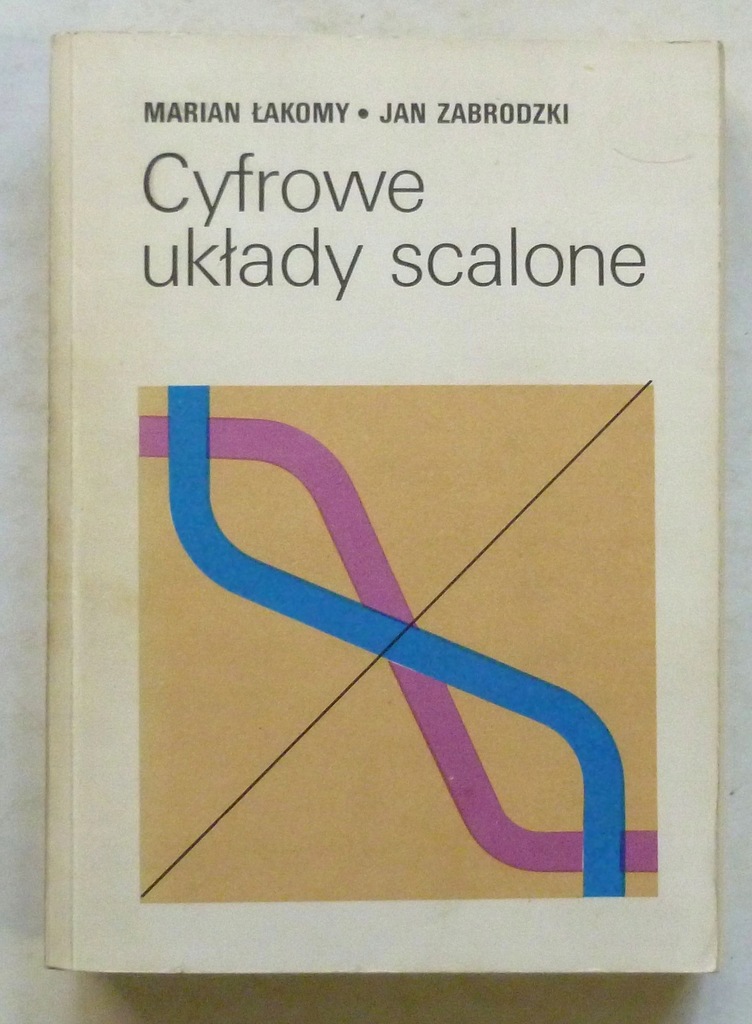 MARIAN ŁAKOMY • JAN ZABRODZKI
Cyfrowe
układy scalone